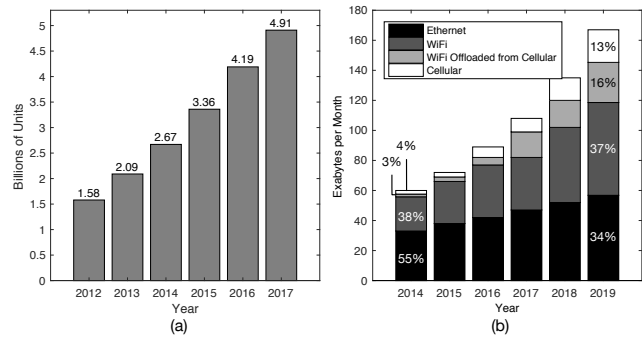 5
4.5
4
3.5
3
2.5
2
1.5
1
0.5
0
Billions of Units
1.58
2.09
2.67
3.36
4.19
4.91
2012 2013 2014 2015 2016 2017
Year
(a)
180
160
140
120
100
80
60
40
20
0
Exabytes per Month
Ethernet
WiFi
WiFi Offloaded from Cellular
Cellular
4%
3%
38%
55%
13%
16%
37%
34%
2014 2015 2016 2017 2018 2019
Year
(b)